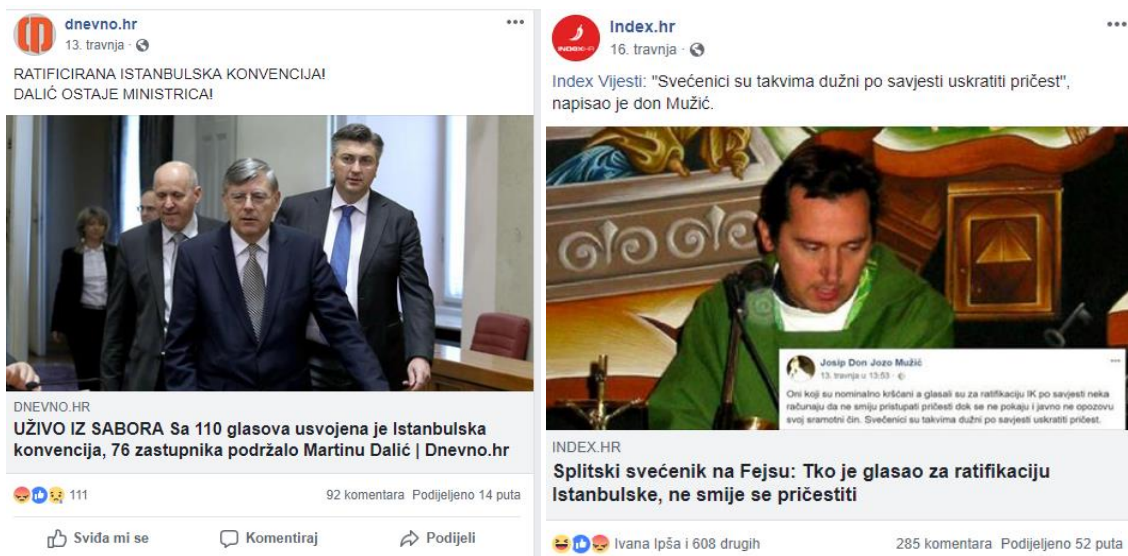 dnevno.hr
13. travnja
RATIFICIRANA ISTANBULSKA KONVENCIJA!
DALIĆ OSTAJE MINISTRICA!
DNEVNO.HR
UŽIVO IZ SABORA Sa 110 glasova usvojena je Istanbulska
konvencija, 76 zastupnika podržalo Martinu Dalić | Dnevno.hr
111
92 komentara Podijeljeno 14 puta
Sviđa mi se
Komentiraj
Podijeli
INDEX.HR
Index.hr
16. travnja
Index Vijesti: "Svećenici su takvima dužni po savjesti uskratiti pričest",
napisao je don Mužić.
Josip Don Jozo Mužić
13. travnja u 13:53
Oni koji su nominalno kršćani a glasali su za ratifikaciju IK po savjesti neka
računaju da ne smiju pristupati pričesti dok se ne pokaju i javno ne opozovu
svoj sramotni čin. Svećenici su takvima dužni po savjesti uskratiti pričest.
INDEX.HR
Splitski svećenik na Fejsu: Tko je glasao za ratifikaciju
Istanbulske, ne smije se pričestiti
Ivana Ipša i 608 drugih
285 komentara Podijeljeno 52 puta